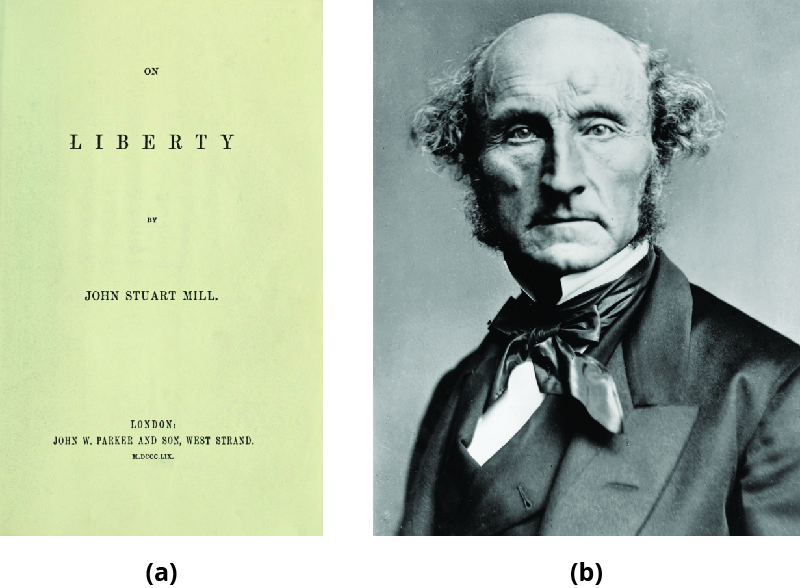 ON
LIBERTY
BY
JOHN STUART MILL.
LONDON:
JOHN W. PARKER AND SON, WEST STRAND.
M.DCCC.LIX.
(a)
(b)